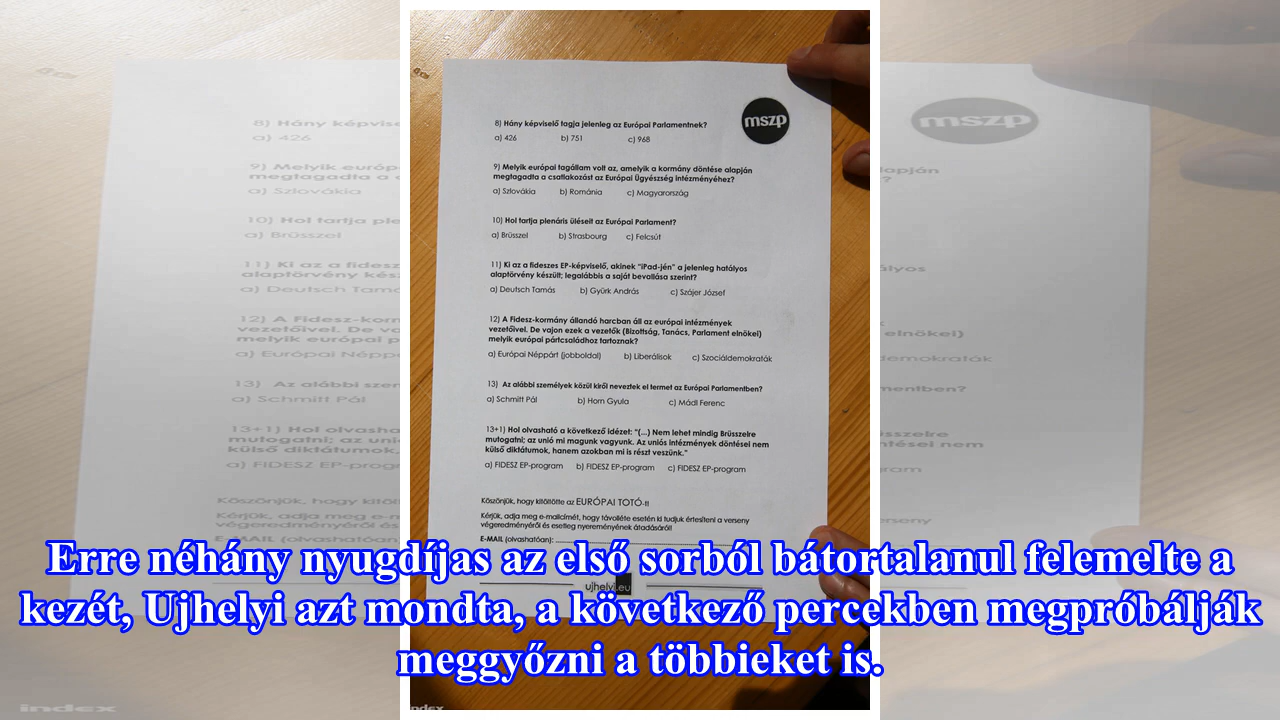 mszp
8) Hány képviselő tagja jelenleg az Európai Parlamentnek?
a) 426 b) 751 c) 968
9) Melyik európai tagállam volt az, amelyik a kormány döntése alapján
megtagadta a csatlakozást az Európai Ügyészség intézményéhez?
a) Szlovákia b) Románia c) Magyarország
10) Hol tartja plenáris üléseit az Európai Parlament?
a) Brüsszel b) Strasbourg c) Felcsút
11) Ki az a fideszes EP-képviselő, akinek "iPad-jén" a jelenleg hatályos
alaptörvény készült; legalábbis a saját bevallása szerint?
a) Deutsch Tamás b) Gyürk András c) Szájer József
12) A Fidesz-kormány állandó harcban áll az európai intézmények
vezetőivel. De vajon ezek a vezetők (Bizottság, Tanács, Parlament elnökei)
melyik európai pártcsaládhoz tartoznak?
a) Európai Néppárt (jobboldal) b) Liberálisok c) Szociáldemokraták
13) Az alábbi személyek közül kiről neveztek el termet az Európai Parlamentben?
a) Schmitt Pál b) Horn Gyula c) Mádl Ferenc
13+1) Hol olvasható a következő idézet: "(...) Nem lehet mindig Brüsszelre
mutogatni; az unió mi magunk vagyunk. Az uniós intézmények döntései nem
külső diktátumok, hanem azokban mi is részt veszünk."
a) FIDESZ EP-program b) FIDESZ EP-program c) FIDESZ EP-program
Köszönjük, hogy kitöltötte az EURÓPAI TOTÓ-t!
Kérjük, adja meg e-mailcímét, hogy távolléte esetén is tudjuk értesíteni a verseny
végeredményéről és esetleg nyereményének átadásáról!
E-MAIL (olvashatóan):
ujhelyi.eu
Erre néhány nyugdíjas az első sorból bátortalanul felemelte a
kezét, Ujhelyi azt mondta, a következő percekben megpróbálják
meggyőzni a többieket is.
index